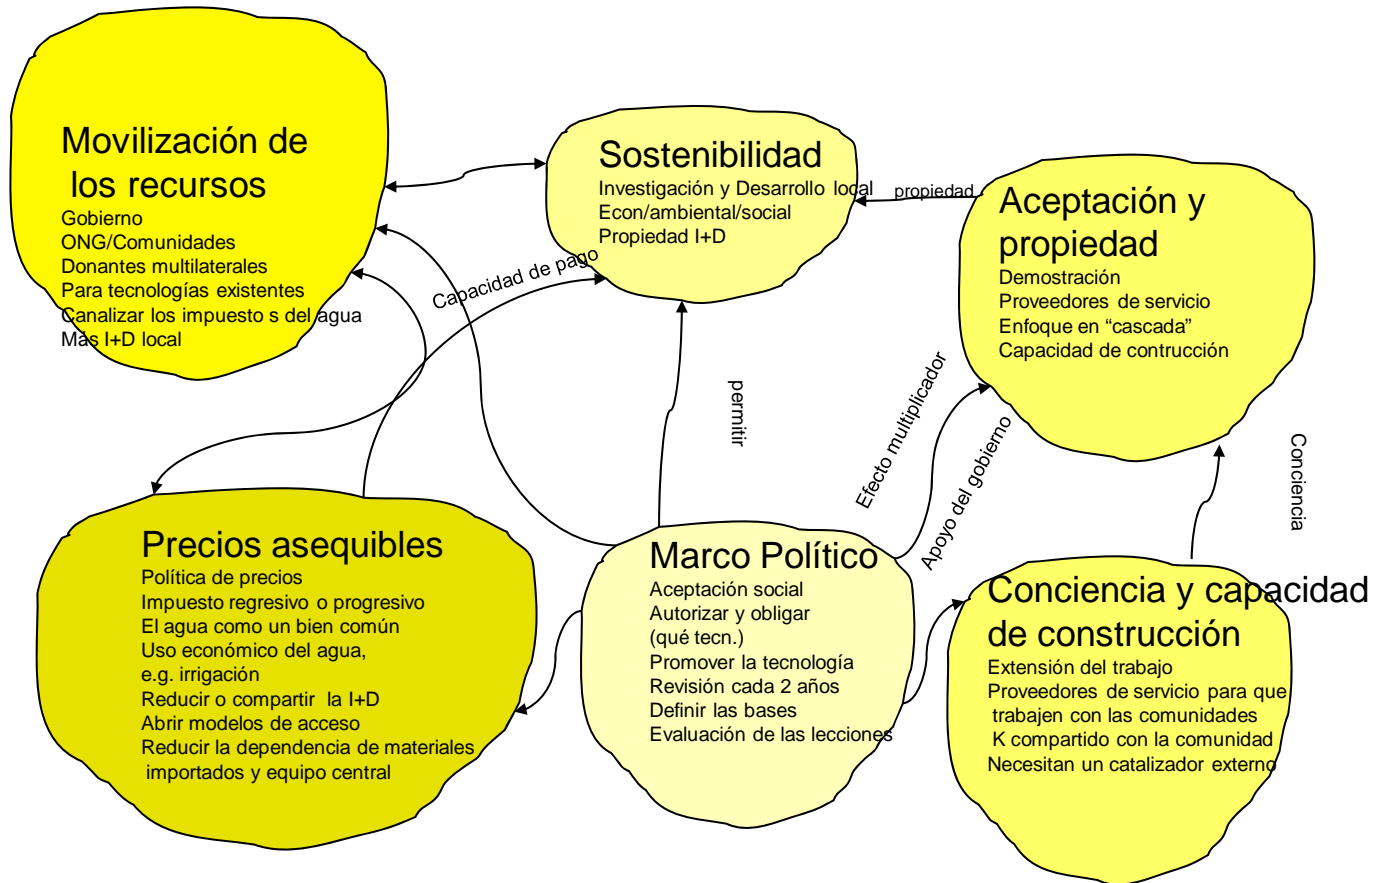 Movilización de
los recursos
Gobierno
ONG/Comunidades
Donantes multilaterales
Para tecnologías existentes
Canalizar los impuesto s del agua
Más I+D local
Sostenibilidad
Investigación y Desarrollo local
Econ/ambiental/social
Propiedad I+D
propiedad
Aceptación y
propiedad
Demostración
Proveedores de servicio
Enfoque en “cascada”
Capacidad de contrucción
Capacidad de pago
permitir
Efecto multiplicador
Apoyo del gobierno
Conciencia
Precios asequibles
Política de precios
Impuesto regresivo o progresivo
El agua como un bien común
Uso económico del agua,
e.g. irrigación
Reducir o compartir la I+D
Abrir modelos de acceso
Reducir la dependencia de materiales
importados y equipo central
Marco Político
Aceptación social
Autorizar y obligar
(qué tecn.)
Promover la tecnología
Revisión cada 2 años
Definir las bases
Evaluación de las lecciones
Conciencia y capacidad
de construcción
Extensión del trabajo
Proveedores de servicio para que
trabajen con las comunidades
K compartido con la comunidad
Necesitan un catalizador externo